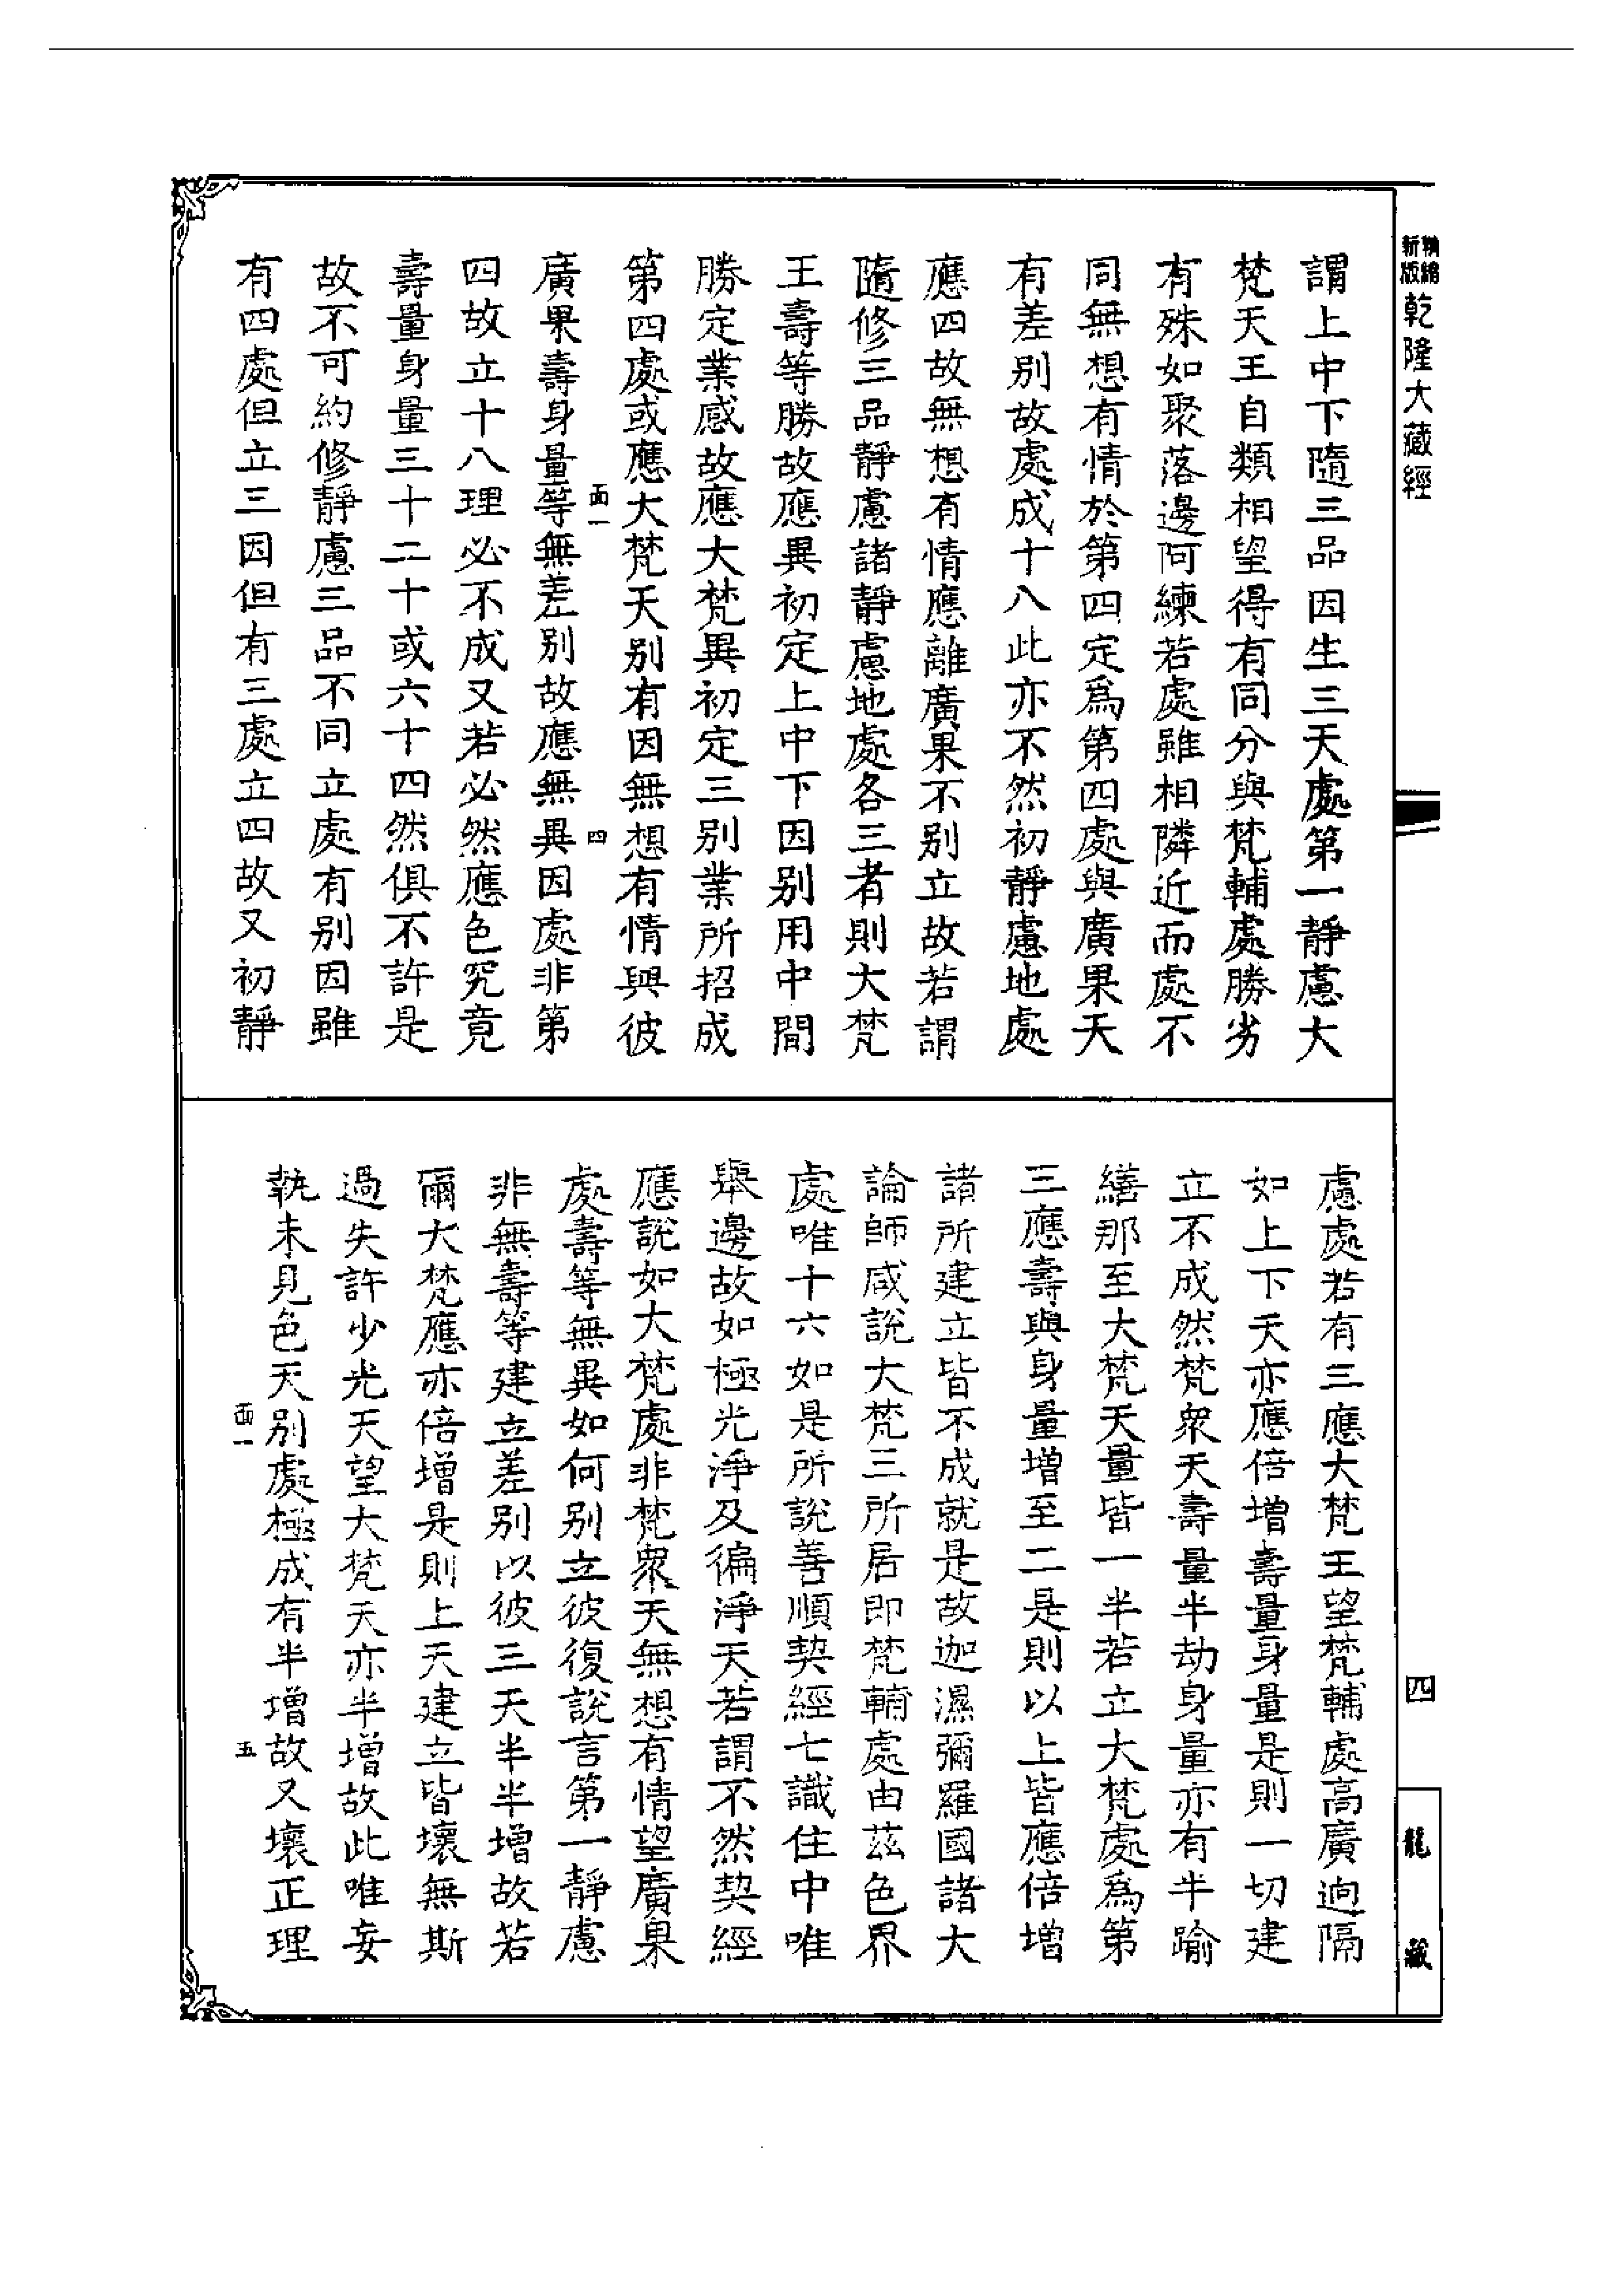 新版精緻乾隆大藏經
謂上中下隨三品因生三天處第一靜慮大
梵天王自類相望得有同分與梵輔處勝劣
有殊如聚落邊阿練若處雖相隣近而處不
同無想有情於第四定爲第四處與廣果天
有差別故處成十八此亦不然初靜慮地處
應四故無想有情應離廣果不別立故若謂
隨修三品靜慮諸靜慮地處各三者則大梵
王壽等勝故應異初定上中下因別用中間
勝定業感故應大梵異初定三別業所招成
第四處或應大梵天別有因無想有情與彼
面一
四
廣果壽身量等無差別故應無異因處非第
四故立十八理必不成又若必然應色究竟
壽量身量三十二十或六十四然俱不許是
故不可約修靜慮三品不同立處有別因雖
有四處但立三因但有三處立四故又初靜
慮處若有三應大梵王望梵輔處高廣逈隔
如上下天亦應倍增壽量身量是則一切建
立不成然梵衆天壽量半劫身量亦有半踰
繕那至大梵天量皆一半若立大梵處爲第
三應壽與身量增至二是則以上皆應倍增
諸所建立皆不成就是故迦濕彌羅國諸大
論師咸說大梵三所居即梵輔處由茲色界
處唯十六如是所說善順契經七識住中唯
舉邊故如極光淨及徧淨天若謂不然契經
應說如大梵處非梵衆天無想有情望廣果
處壽等無異如何別立彼復說言第一靜慮
非無壽等建立差別以彼三天半半增故若
爾大梵應亦倍增是則上天建立皆壞無斯
過失許少光天望大梵天亦半增故此唯妄
執未見色天別處極成有半增故又壞正理
面一
五
四
龍藏